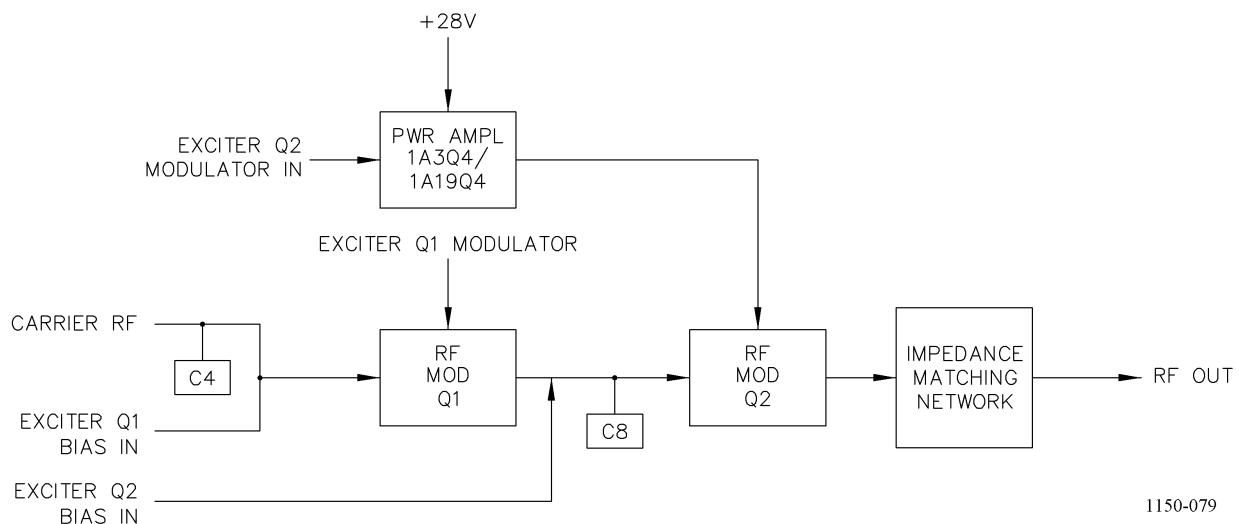 +28V
EXCITER Q2
MODULATOR IN
PWR AMPL
1A3Q4/
1A19Q4
EXCITER Q1 MODULATOR
CARRIER RF
C4
RF
MOD
Q1
RF
MOD
Q2
IMPEDANCE
MATCHING
NETWORK
RF OUT
EXCITER Q1
BIAS IN
C8
EXCITER Q2
BIAS IN
1150-079